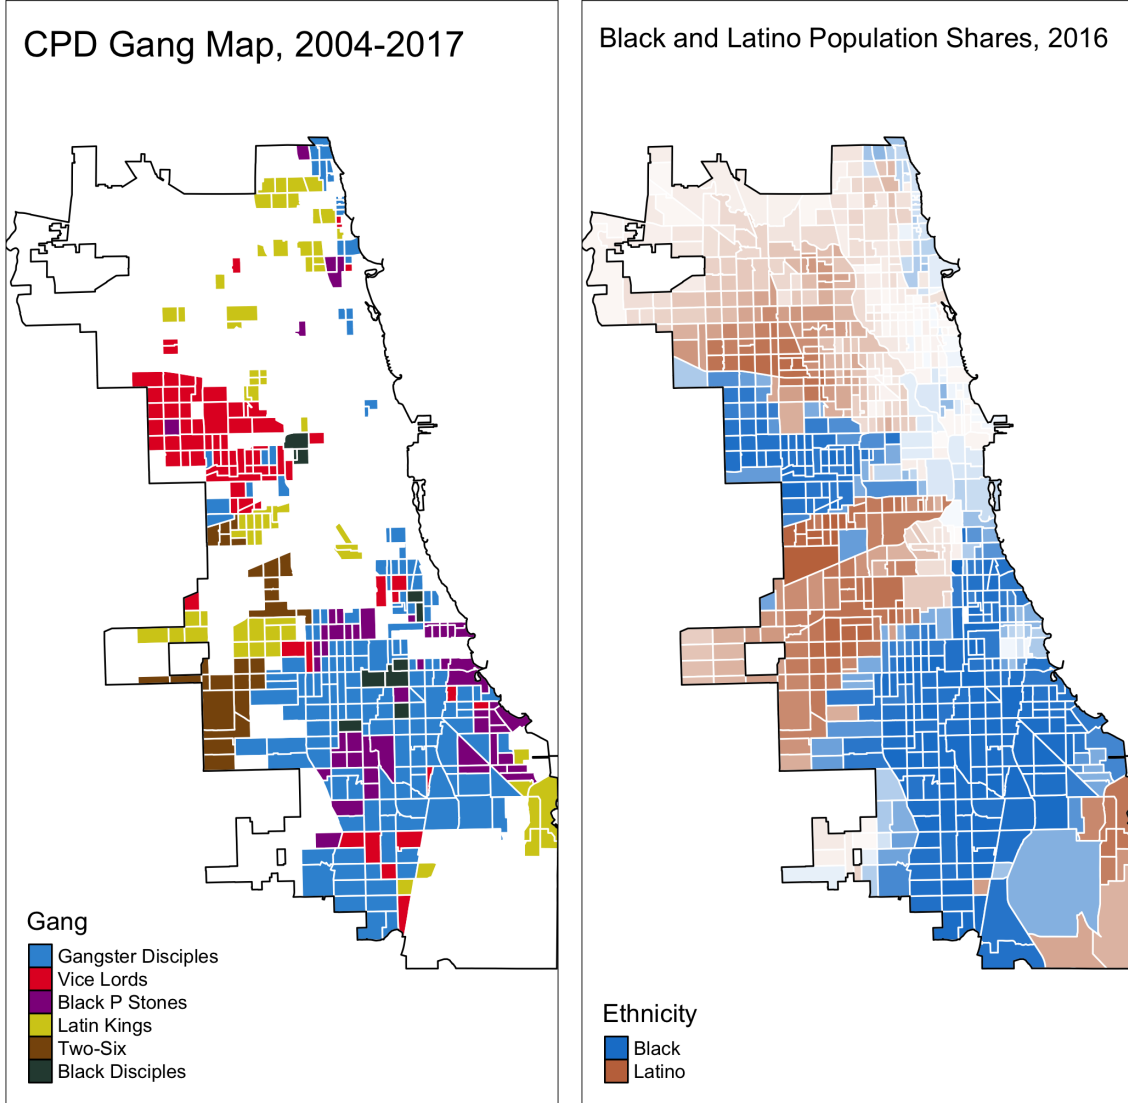 CPD Gang Map, 2004-2017
Gang
Gangster Disciples
Vice Lords
Black P Stones
Latin Kings
Two-Six
Black Disciples
Black and Latino Population Shares, 2016
Ethnicity
Black
Latino